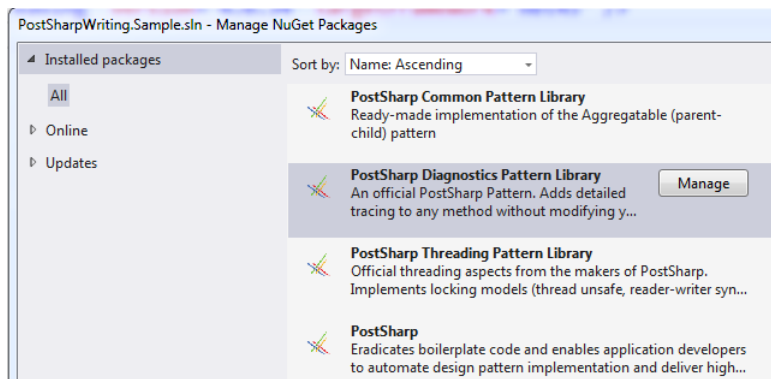 PostSharpWriting.Sample.sln - Manage NuGet Packages
Installed packages
All
Online
Updates
Sort by: Name: Ascending
PostSharp Common Pattern Library
Ready-made implementation of the Aggregatable (parent-
child) pattern
PostSharp Diagnostics Pattern Library
An official PostSharp Pattern. Adds detailed
tracing to any method without modifying y...
Manage
PostSharp Threading Pattern Library
Official threading aspects from the makers of PostSharp.
Implements locking models (thread unsafe, reader-writer syn...
PostSharp
Eradicates boilerplate code and enables application developers
to automate design pattern implementation and deliver high...